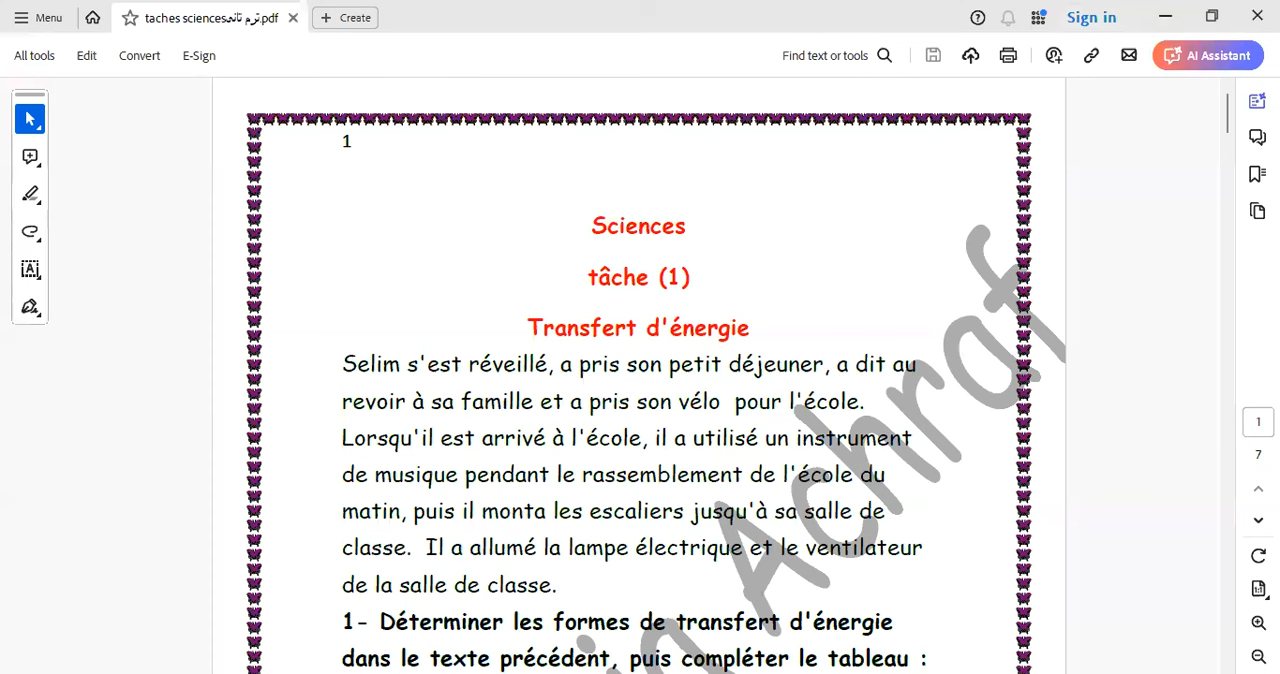 Menu
taches sciencesترم تانى.pdf
Create
Sign in
All tools
Edit
Convert
E-Sign
Find text or tools
AI Assistant
1
Sciences
tâche (1)
Transfert d'énergie
Selim s'est réveillé, a pris son petit déjeuner, a dit au
revoir à sa famille et a pris son vélo pour l'école.
Lorsqu'il est arrivé à l'école, il a utilisé un instrument
de musique pendant le rassemblement de l'école du
matin, puis il monta les escaliers jusqu'à sa salle de
classe. Il a allumé la lampe électrique et le ventilateur
de la salle de classe.
1- Déterminer les formes de transfert d'énergie
dans le texte précédent, puis compléter le tableau :
Achraf
1
7